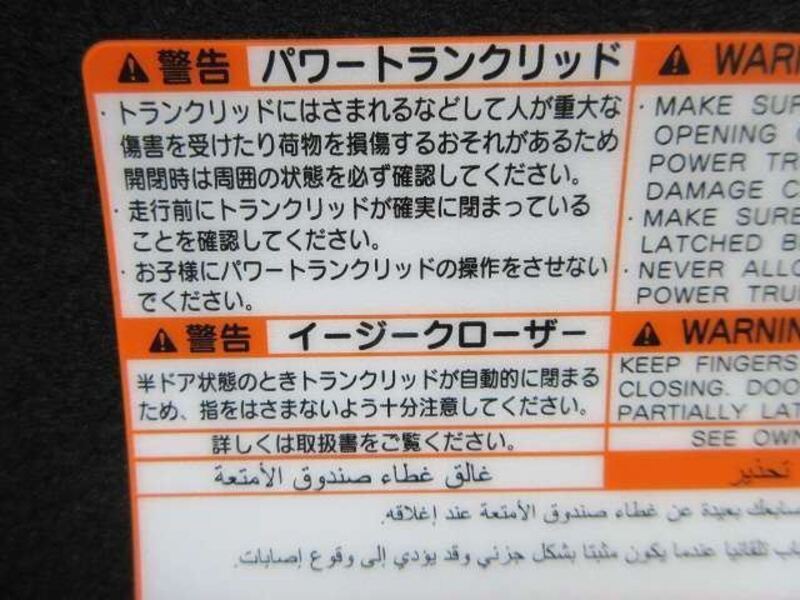 警告 パワートランクリッド
・トランクリッドにはさまれるなどして人が重大な
傷害を受けたり荷物を損傷するおそれがあるため
開閉時は周囲の状態を必ず確認してください。
・走行前にトランクリッドが確実に閉まっている
ことを確認してください。
・お子様にパワートランクリッドの操作をさせない
でください。
・MAKE
OPENING
POWER
DAMAGE
・MAKE SURE
LATCHED
・NEVER
POWER
警告 イージークローザー
半ドア状態のときトランクリッドが自動的に閉まる
ため、指をはさまないよう十分注意してください。
KEEP FINGERS
CLOSING.
PARTIALLY
詳しくは取扱書をご覧ください。
SEE
غالق غطاء صندوق الأمتعة
تحذير
بعيدة عن غطاء صندوق الأمتعة عند إغلاقه.
تلقائيا عندما يكون مثبتا بشكل جزئي وقد يؤدي إلى وقوع إصابات.